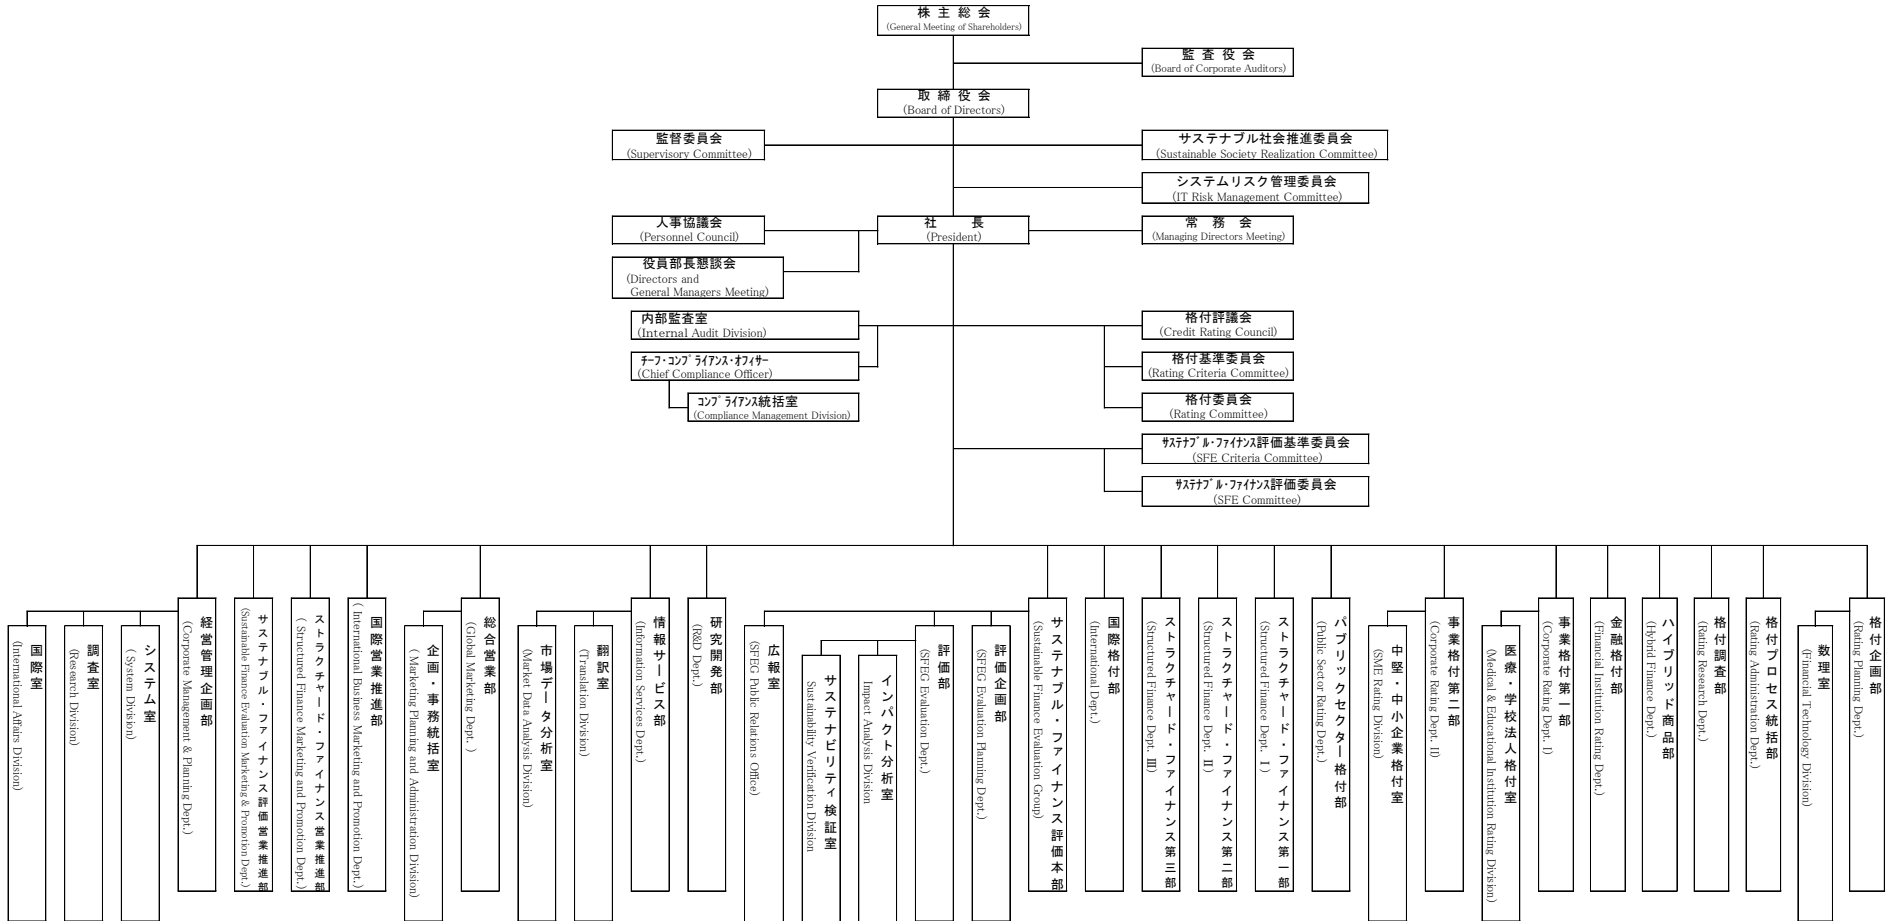 株 主 総 会
(General Meeting of Shareholders)
監 査 役 会
(Board of Corporate Auditors)
取 締 役 会
(Board of Directors)
監督委員会
(Supervisory Committee)
サステナブル社会推進委員会
(Sustainable Society Realization Committee)
システムリスク管理委員会
(IT Risk Management Committee)
人事協議会
(Personnel Council)
社 長
(President)
常 務 会
(Managing Directors Meeting)
役員部長懇談会
(Directors and
General Managers Meeting)
内部監査室
(Internal Audit Division)
格付評議会
(Credit Rating Council)
チーフ・コンプライアンス・オフィサー
(Chief Compliance Officer)
格付基準委員会
(Rating Criteria Committee)
コンプライアンス統括室
(Compliance Management Division)
格付委員会
(Rating Committee)
サステナブル・ファイナンス評価基準委員会
(SFE Criteria Committee)
サステナブル・ファイナンス評価委員会
(SFE Committee)
国際室
(International Affairs Division)
調査室
(Research Division)
システム室
( System Division)
経営管理企画部
(Corporate Management & Planning Dept.)
サステナブル・ファイナンス評価営業推進部
(Sustainable Finance Evaluation Marketing & Promotion Dept.)
ストラクチャード・ファイナンス営業推進部
( Structured Finance Marketing and Promotion Dept.)
国際営業推進部
( International Business Marketing and Promotion Dept.)
企画・事務統括室
( Marketing Planning and Administration Division)
総合営業部
(Global Marketing Dept. )
市場データ分析室
(Market Data Analysis Division)
翻訳室
(Translation Division)
情報サービス部
(Information Services Dept.)
研究開発部
(R&D Dept.)
広報室
(SFEG Public Relations Office)
サステナビリティ検証室
Sustainability Verification Division
インパクト分析室
Impact Analysis Division
評価部
(SFEG Evaluation Dept.)
評価企画部
(SFEG Evaluation Planning Dept.)
サステナブル・ファイナンス評価本部
(Sustainable Finance Evaluation Group)
国際格付部
(International Dept.)
ストラクチャード・ファイナンス第三部
(Structured Finance Dept. Ⅲ)
ストラクチャード・ファイナンス第二部
(Structured Finance Dept. Ⅱ)
ストラクチャード・ファイナンス第一部
(Structured Finance Dept. Ⅰ)
パブリックセクター格付部
(Public Sector Rating Dept.)
中堅・中小企業格付室
(SME Rating Division)
事業格付第二部
(Corporate Rating Dept. II)
医療・学校法人格付室
(Medical & Educational Institution Rating Division)
事業格付第一部
(Corporate Rating Dept. I)
金融格付部
(Financial Institution Rating Dept.)
ハイブリッド商品部
(Hybrid Finance Dept.)
格付調査部
(Rating Research Dept.)
格付プロセス統括部
(Rating Administration Dept.)
数理室
(Financial Technology Division)
格付企画部
(Rating Planning Dept.)